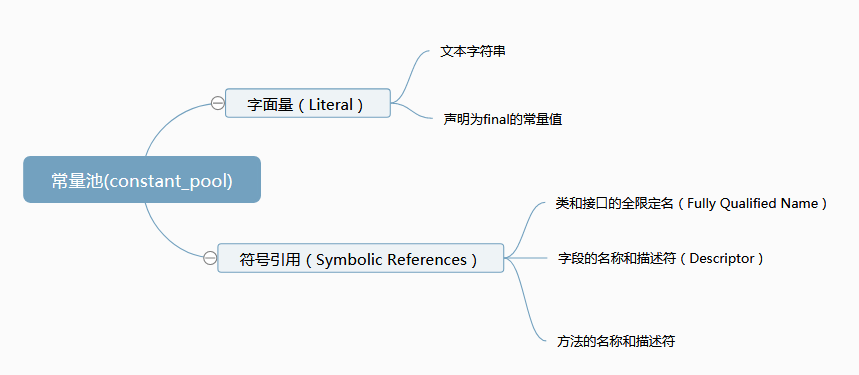 常量池(constant_pool)
字面量（Literal）
文本字符串
声明为final的常量值
符号引用（Symbolic References）
类和接口的全限定名（Fully Qualified Name）
字段的名称和描述符（Descriptor）
方法的名称和描述符